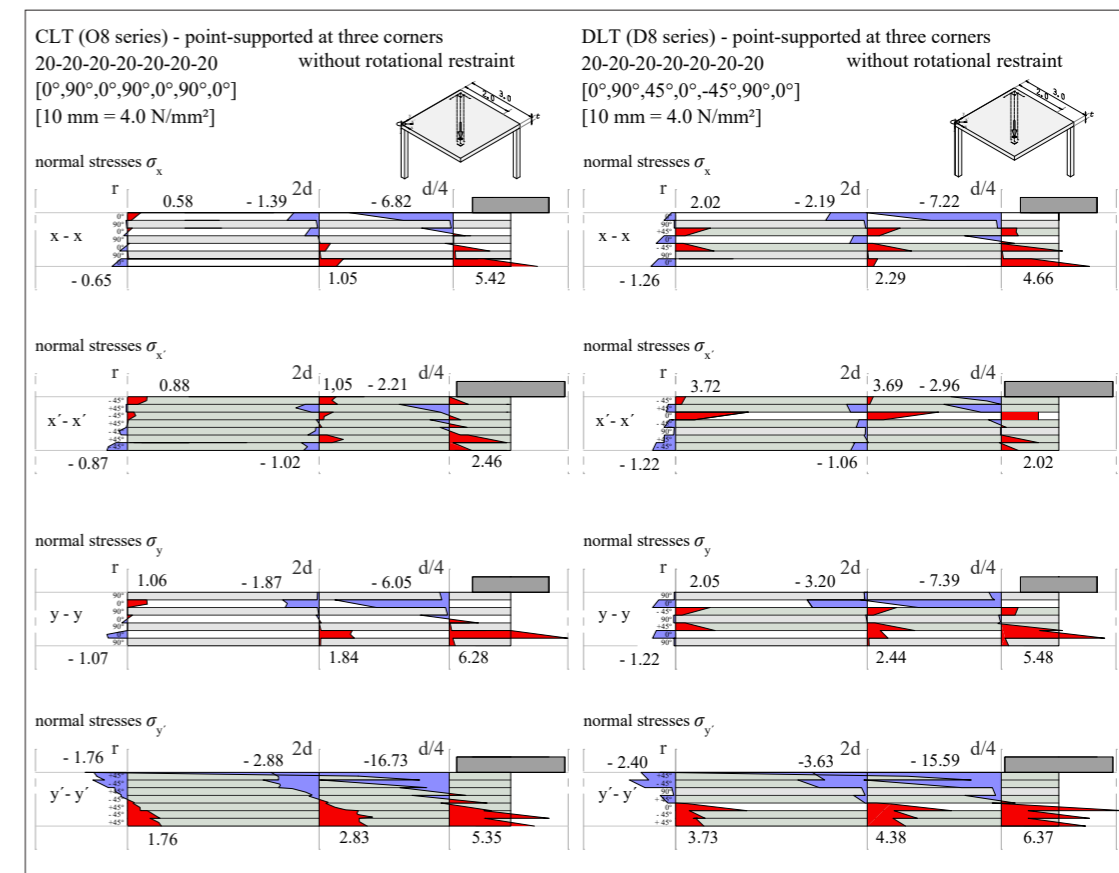 CLT (O8 series) - point-supported at three corners
20-20-20-20-20-20-20
without rotational restraint
[0°,90°,0°,90°,0°,90°,0°]
[10 mm = 4.0 N/mm²]
2.0 3.0
normal stresses σx
r 2d d/4
0.58 - 1.39 - 6.82
x - x
- 0.65 1.05 5.42
normal stresses σx´
r 2d d/4
0.88 1,05 - 2.21
x´- x´
- 0.87 - 1.02 2.46
normal stresses σy
r 2d d/4
1.06 - 1.87 - 6.05
y - y
- 1.07 1.84 6.28
normal stresses σy´
r 2d d/4
- 1.76 - 2.88 -16.73
y´- y´
1.76 2.83 5.35
DLT (D8 series) - point-supported at three corners
20-20-20-20-20-20-20
without rotational restraint
[0°,90°,45°,0°,-45°,90°,0°]
[10 mm = 4.0 N/mm²]
2.0 3.0
normal stresses σx
r 2d d/4
2.02 - 2.19 - 7.22
x - x
- 1.26 2.29 4.66
normal stresses σx´
r 2d d/4
3.72 3.69 - 2.96
x´- x´
- 1.22 - 1.06 2.02
normal stresses σy
r 2d d/4
2.05 - 3.20 - 7.39
y - y
- 1.22 2.44 5.48
normal stresses σy´
r 2d d/4
- 2.40 - 3.63 - 15.59
y´- y´
3.73 4.38 6.37